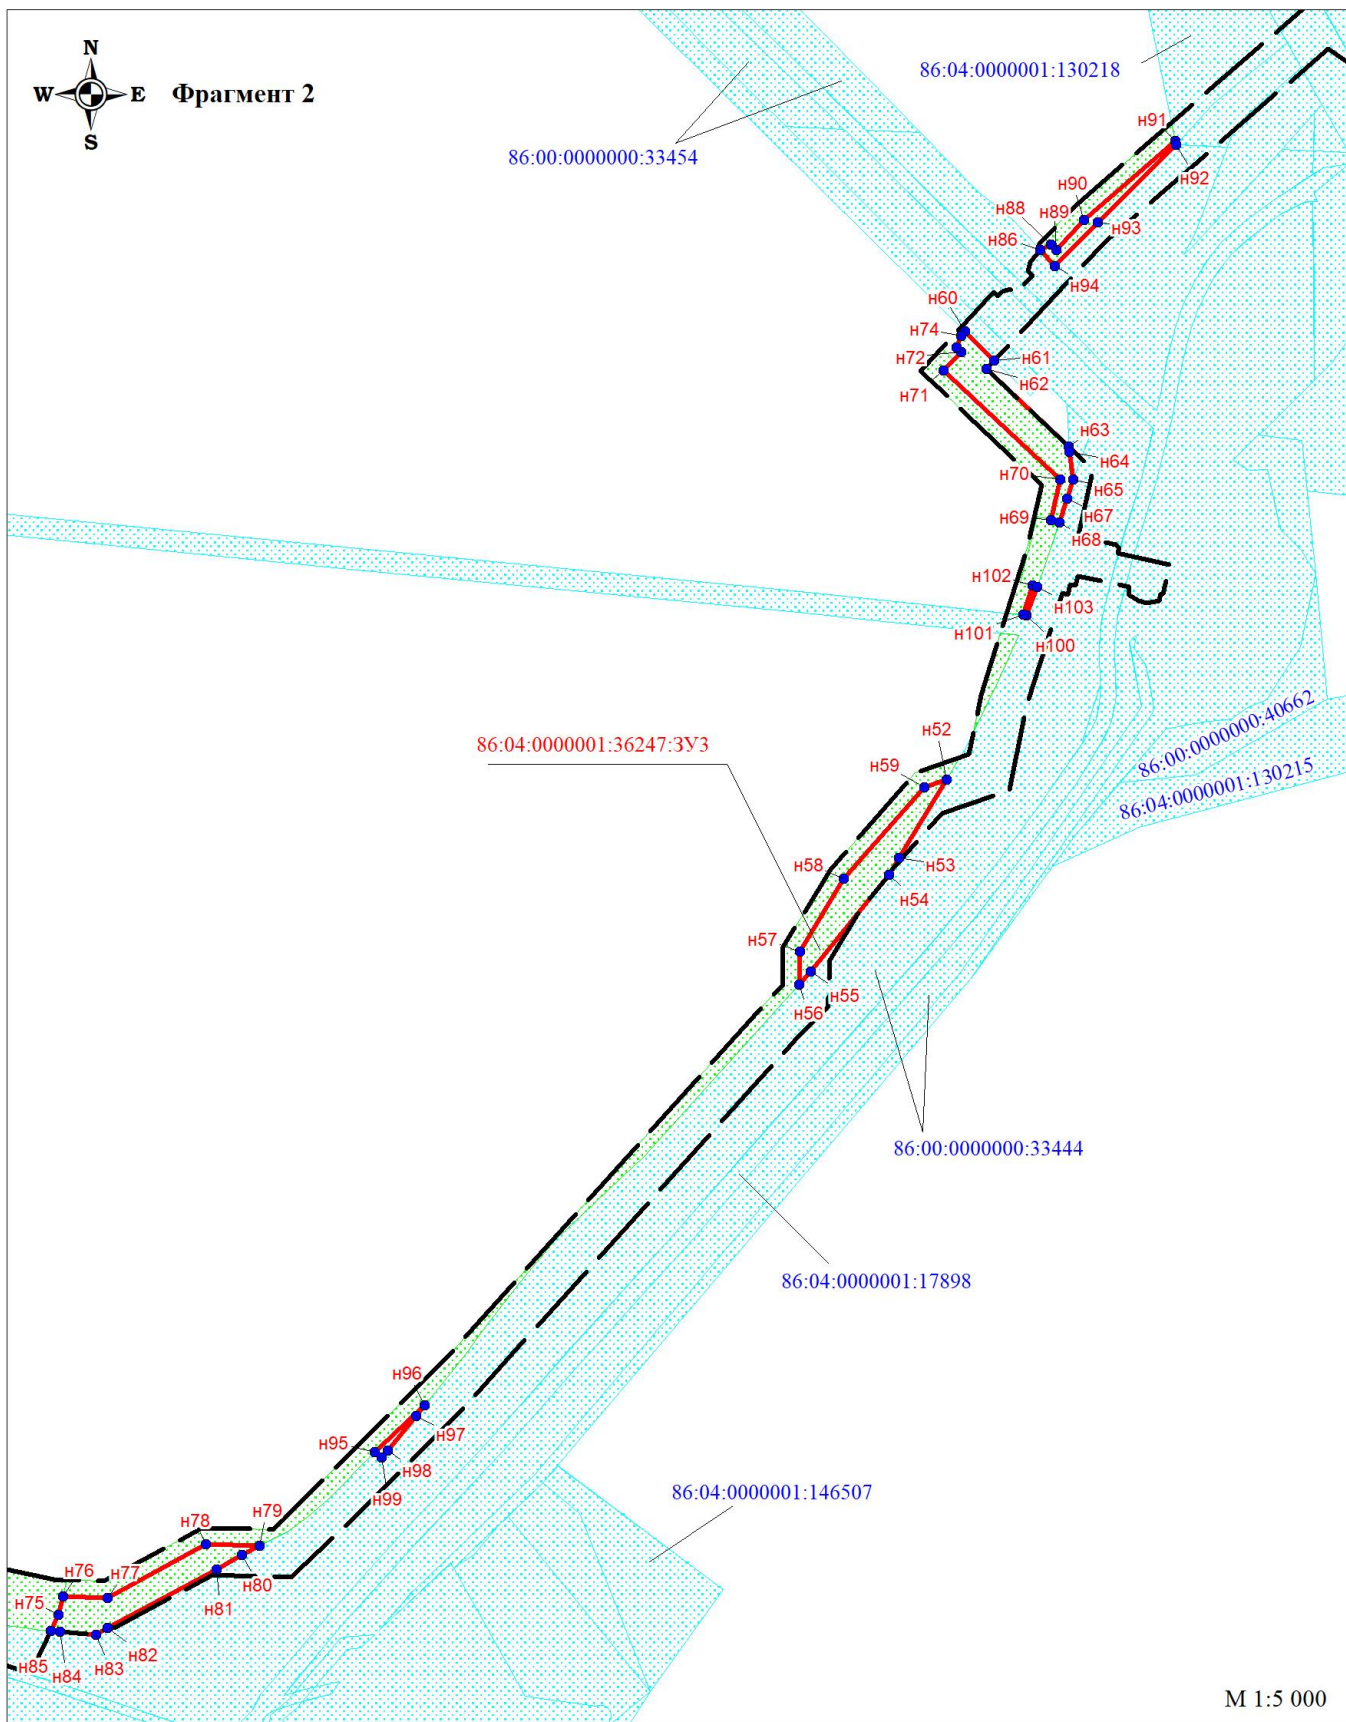 N
W E Фрагмент 2
S
86:04:0000001:130218
86:00:0000000:33454
н91
н92
н90
н88
н89
н93
н86
н94
н60
н74
н61
н72
н62
н71
н63
н64
н70
н65
н69
н67
н68
н102
н103
н101
н100
86:00:0000000:40662
86:04:0000001:130215
86:04:0000001:36247:ЗУ3
н52
н59
н53
н58
н54
н57
н55
н56
86:00:0000000:33444
86:04:0000001:17898
н96
н97
н95
н98
н99
86:04:0000001:146507
н78
н79
н76
н77
н80
н75
н81
н82
н85
н84
н83
М 1:5 000